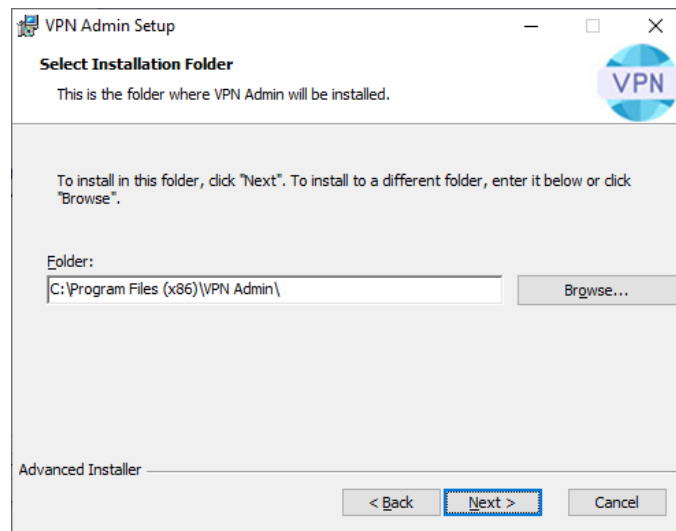 VPN Admin Setup
Select Installation Folder
This is the folder where VPN Admin will be installed.
VPN
To install in this folder, click "Next". To install to a different folder, enter it below or click
"Browse".
Folder:
C:\Program Files (x86)\VPN Admin\
Browse...
Advanced Installer
< Back
Next >
Cancel